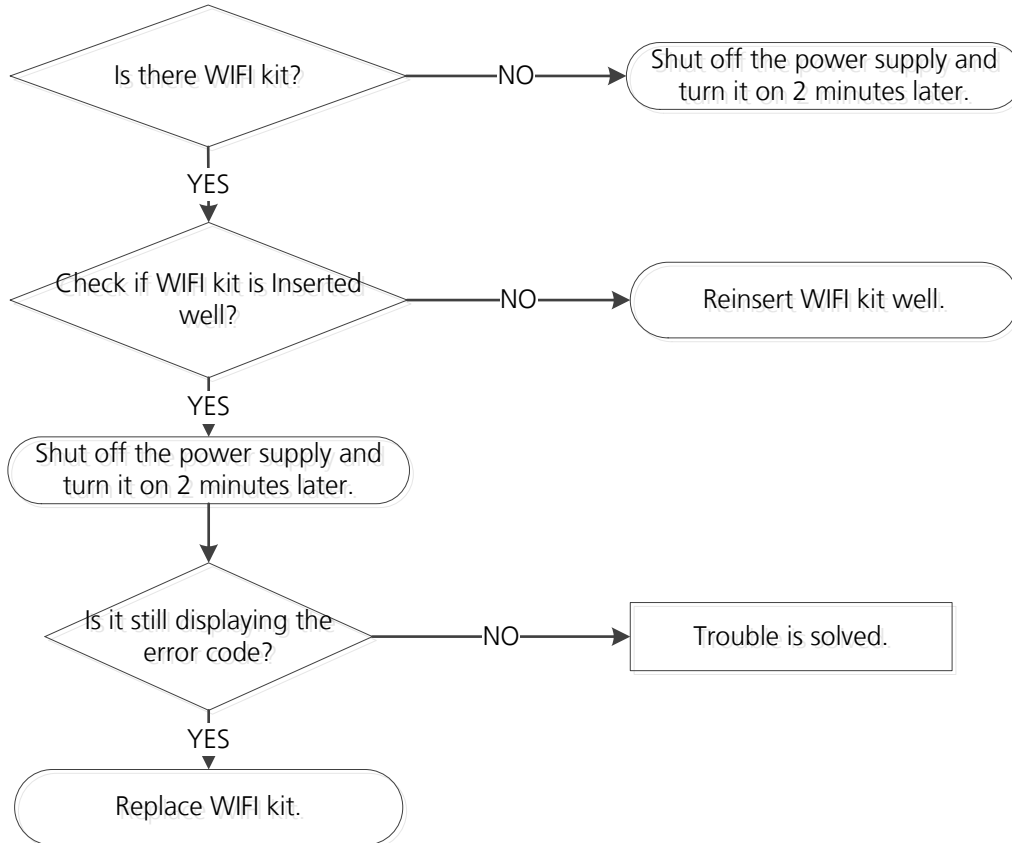 Is there WIFI kit?
NO
Shut off the power supply and
turn it on 2 minutes later.
YES
Check if WIFI kit is Inserted
well?
NO
Reinsert WIFI kit well.
YES
Shut off the power supply and
turn it on 2 minutes later.
Is it still displaying the
error code?
NO
Trouble is solved.
YES
Replace WIFI kit.